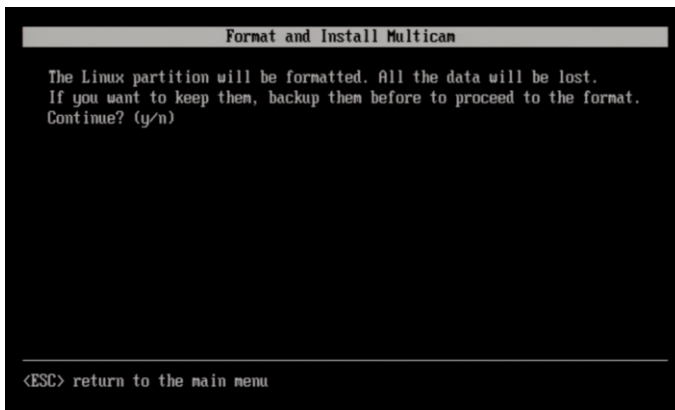 Format and Install Multicam
The Linux partition will be formatted. All the data will be lost.
If you want to keep them, backup them before to proceed to the format.
Continue? (y/n)
<ESC> return to the main menu